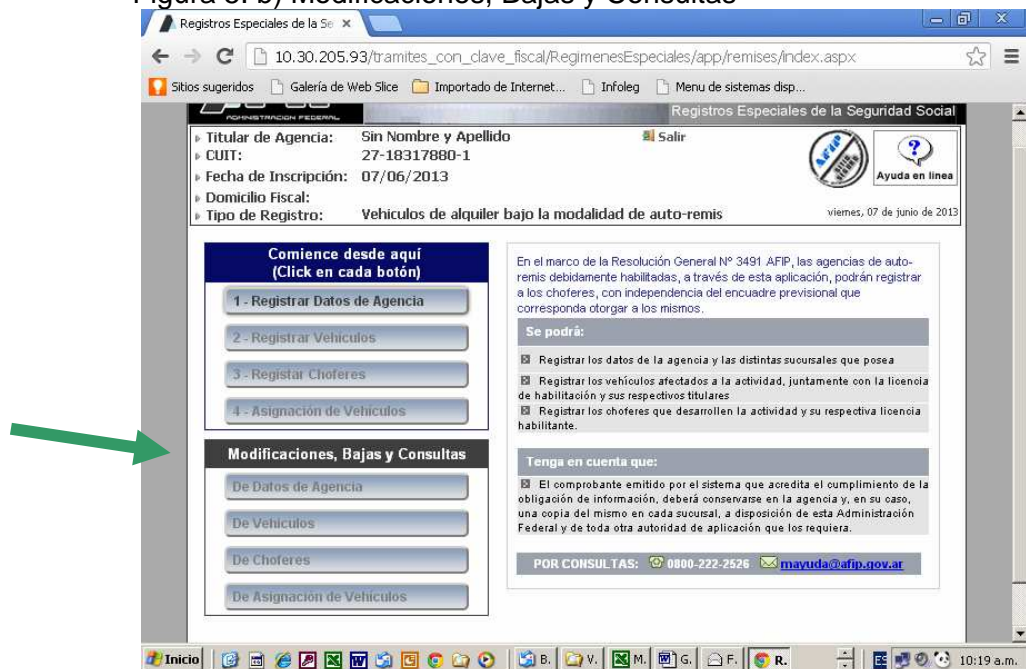 Figura 3. b) Modificaciones, Bajas y Consultas
Registros Especiales de la Se
10.30.205.93/tramites_con_clave_fiscal/RegimenesEspeciales/app/remises/index.aspx
Sitios sugeridos Galería de Web Slice Importado de Internet... Infoleg Menu de sistemas disp...
ADMINISTRACION FEDERAL
Registros Especiales de la Seguridad Social
Titular de Agencia: Sin Nombre y Apellido
Salir
CUIT: 27-18317880-1
Fecha de Inscripción: 07/06/2013
Domicilio Fiscal:
Tipo de Registro: Vehiculos de alquiler bajo la modalidad de auto-remis
AFIP
Ayuda en linea
viernes, 07 de junio de 2013
Comience desde aquí
(Click en cada botón)
1 - Registrar Datos de Agencia
2 - Registrar Vehiculos
3 - Registar Choferes
4 - Asignación de Vehículos
Modificaciones, Bajas y Consultas
De Datos de Agencia
De Vehiculos
De Choferes
De Asignación de Vehiculos
En el marco de la Resolución General Nº 3491 AFIP, las agencias de auto-
remis debidamente habilitadas, a través de esta aplicación, podrán registrar
a los choferes, con independencia del encuadre previsional que
corresponda otorgar a los mismos.
Se podrá:
Registrar los datos de la agencia y las distintas sucursales que posea
Registrar los vehículos afectados a la actividad, juntamente con la licencia
de habilitación y sus respectivos titulares
Registrar los choferes que desarrollen la actividad y su respectiva licencia
habilitante.
Tenga en cuenta que:
El comprobante emitido por el sistema que acredita el cumplimiento de la
obligación de información, deberá conservarse en la agencia y, en su caso,
una copia del mismo en cada sucursal, a disposición de esta Administración
Federal y de toda otra autoridad de aplicación que los requiera.
POR CONSULTAS: 0800-222-2526 mayuda@afip.gov.ar
Inicio B. V. M. G. F. R. ES 10:19 a.m.